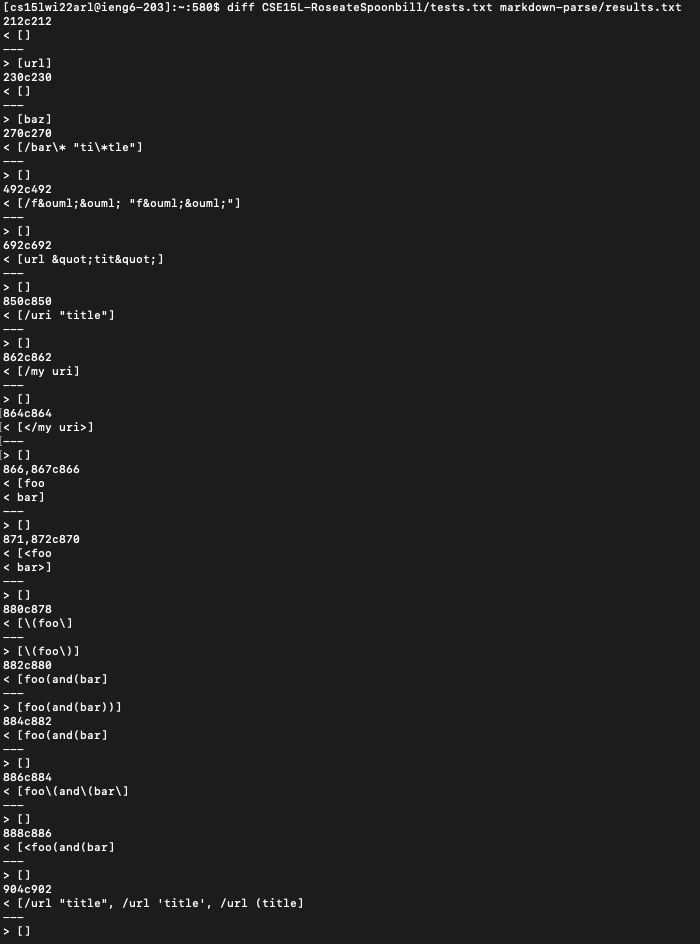 [cs15lwi22arl@ieng6-203]:~:580$ diff CSE15L-RoseateSpoonbill/tests.txt markdown-parse/results.txt
212c212
< []
---
> [url]
230c230
< []
---
> [baz]
270c270
< [/bar\* "ti\*tle"]
---
> []
492c492
< [/f&ouml;&ouml; "f&ouml;&ouml;"]
---
> []
692c692
< [url &quot;tit&quot;]
---
> []
850c850
< [/uri "title"]
---
> []
862c862
< [/my uri]
---
> []
[864c864
[< [</my uri>]
[---
[> []
866,867c866
< [foo
< bar]
---
> []
871,872c870
< [<foo
< bar>]
---
> []
880c878
< [\(foo\]
---
> [\(foo\)]
882c880
< [foo(and(bar]
---
> [foo(and(bar))]
884c882
< [foo(and(bar]
---
> []
886c884
< [foo\(and\(bar\]
---
> []
888c886
< [<foo(and(bar]
---
> []
904c902
< [/url "title", /url 'title', /url (title]
---
> []